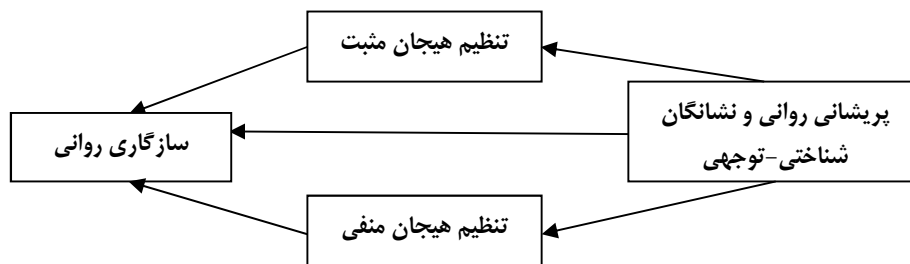 تنظیم هیجان مثبت
پریشانی روانی و نشانگان
شناختی-توجهی
سازگاری روانی
تنظیم هیجان منفی